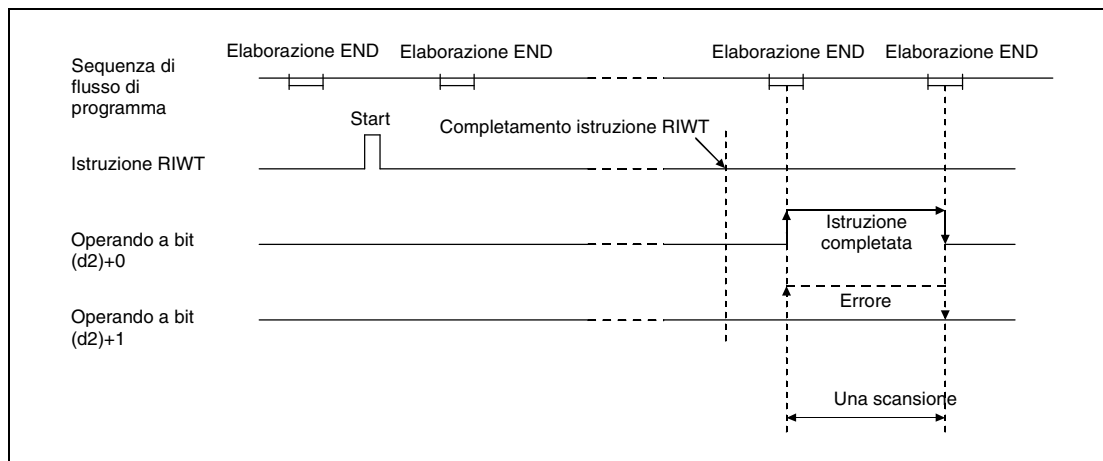 Elaborazione END
Elaborazione END
Elaborazione END
Elaborazione END
Sequenza di
flusso di
programma
Start
Completamento istruzione RIWT
Istruzione RIWT
Operando a bit
(d2)+0
Istruzione
completata
Errore
Operando a bit
(d2)+1
Una scansione